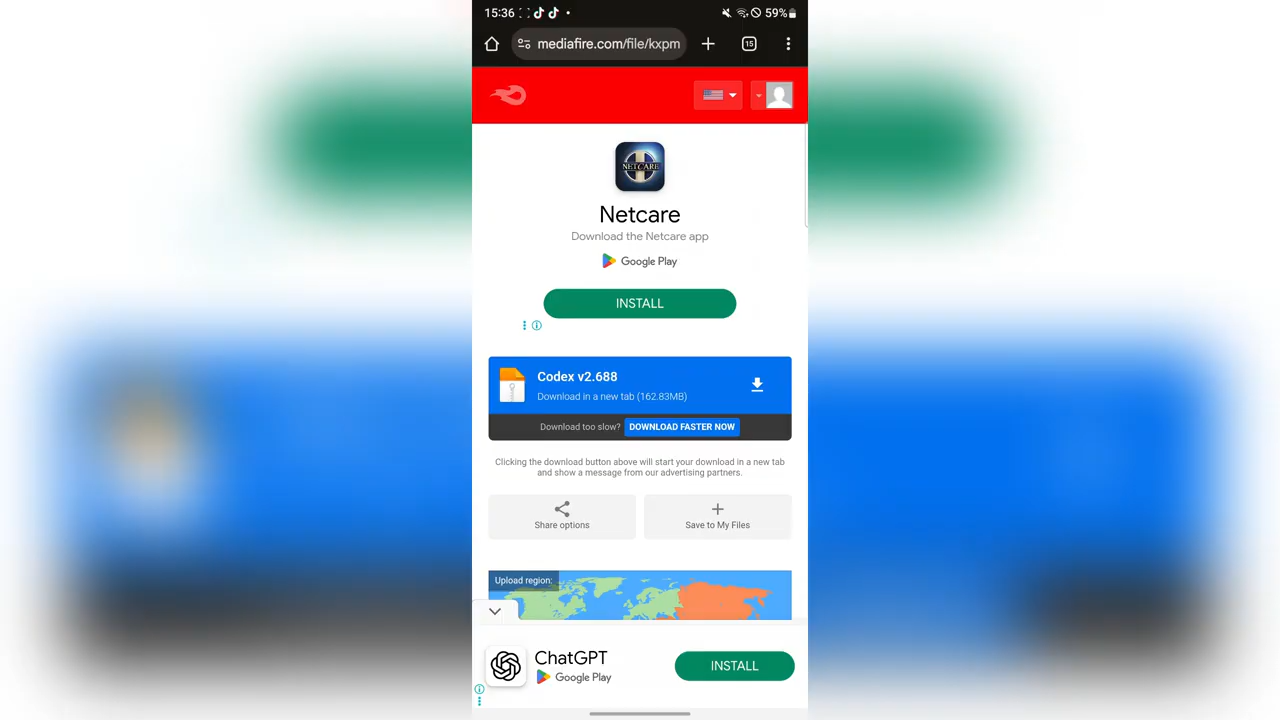 15:36
59%
mediafire.com/file/kxpm
15
NETCARE
Netcare
Download the Netcare app
Google Play
INSTALL
Codex v2.688
Download in a new tab (162.83MB)
Download too slow? DOWNLOAD FASTER NOW
Clicking the download button above will start your download in a new tab
and show a message from our advertising partners.
Share options
Save to My Files
Upload region:
ChatGPT
Google Play
INSTALL